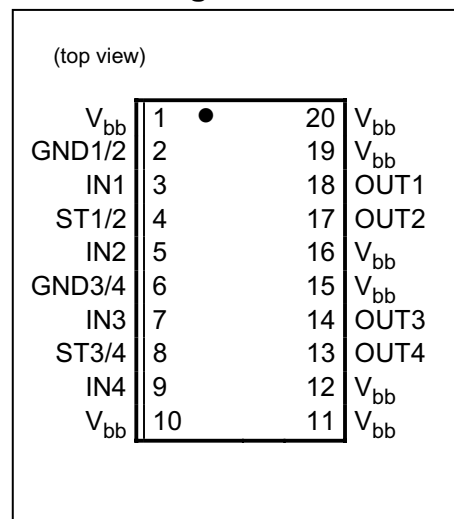 (top view)
Vbb 1 20 Vbb
GND1/2 2 19 Vbb
IN1 3 18 OUT1
ST1/2 4 17 OUT2
IN2 5 16 Vbb
GND3/4 6 15 Vbb
IN3 7 14 OUT3
ST3/4 8 13 OUT4
IN4 9 12 Vbb
Vbb 10 11 Vbb